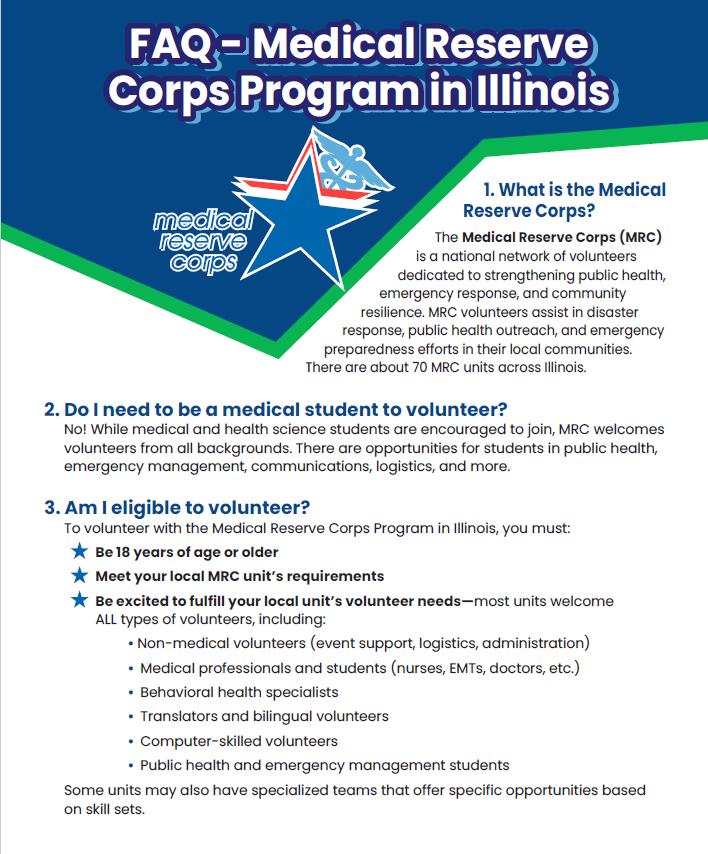 FAQ - Medical Reserve
Corps Program in Illinois
medical
reserve
corps
1. What is the Medical
Reserve Corps?
The Medical Reserve Corps (MRC)
is a national network of volunteers
dedicated to strengthening public health,
emergency response, and community
resilience. MRC volunteers assist in disaster
response, public health outreach, and emergency
preparedness efforts in their local communities.
There are about 70 MRC units across Illinois.
2. Do I need to be a medical student to volunteer?
No! While medical and health science students are encouraged to join, MRC welcomes
volunteers from all backgrounds. There are opportunities for students in public health,
emergency management, communications, logistics, and more.
3. Am I eligible to volunteer?
To volunteer with the Medical Reserve Corps Program in Illinois, you must:
★ Be 18 years of age or older
★ Meet your local MRC unit's requirements
★ Be excited to fulfill your local unit's volunteer needs—most units welcome
ALL types of volunteers, including:
• Non-medical volunteers (event support, logistics, administration)
• Medical professionals and students (nurses, EMTs, doctors, etc.)
• Behavioral health specialists
• Translators and bilingual volunteers
• Computer-skilled volunteers
• Public health and emergency management students
Some units may also have specialized teams that offer specific opportunities based
on skill sets.